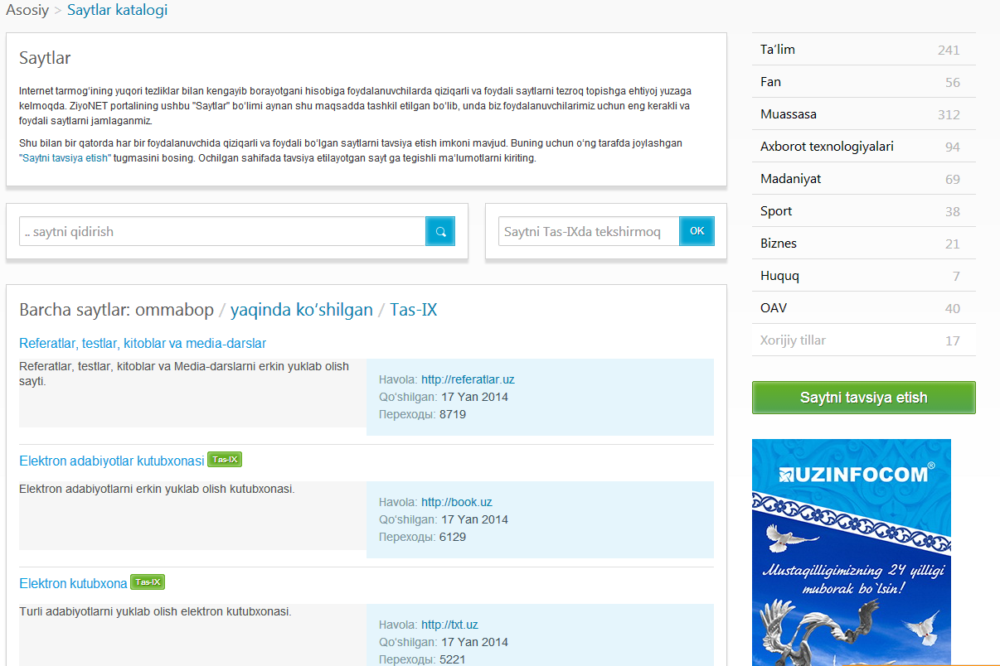 Asosiy > Saytlar katalogi
Saytlar
Internet tarmog‘ining yuqori tezliklar bilan kengayib borayotgani hisobiga foydalanuvchilarda qiziqarli va foydali saytlarni tezroq topishga ehtiyoj yuzaga
kelmoqda. ZiyoNET portalining ushbu "Saytlar" bo‘limi aynan shu maqsadda tashkil etilgan bo‘lib, unda biz foydalanuvchilarimiz uchun eng kerakli va
foydali saytlarni jamlaganmiz.
Shu bilan bir qatorda har bir foydalanuvchida qiziqarli va foydali bo‘lgan saytlarni tavsiya etish imkoni mavjud. Buning uchun o‘ng tarafda joylashgan
"Saytni tavsiya etish" tugmasini bosing. Ochilgan sahifada tavsiya etilayotgan sayt ga tegishli ma’lumotlarni kiriting.
.. saytni qidirish
Saytni Tas-IXda tekshirmoq OK
Barcha saytlar: ommabop / yaqinda ko‘shilgan / Tas-IX
Referatlar, testlar, kitoblar va media-darslar
Referatlar, testlar, kitoblar va Media-darslarni erkin yuklab olish
sayti.
Havola: http://referatlar.uz
Qo‘shilgan: 17 Yan 2014
Переходы: 8719
Elektron adabiyotlar kutubxonasi Tas-IX
Elektron adabiyotlarni erkin yuklab olish kutubxonasi.
Havola: http://book.uz
Qo‘shilgan: 17 Yan 2014
Переходы: 6129
Elektron kutubxona Tas-IX
Turli adabiyotlarni yuklab olish elektron kutubxonasi.
Havola: http://txt.uz
Qo‘shilgan: 17 Yan 2014
Переходы: 5221
Ta’lim 241
Fan 56
Muassasa 312
Axborot texnologiyalari 94
Madaniyat 69
Sport 38
Biznes 21
Huquq 7
OAV 40
Xorijiy tillar 17
Saytni tavsiya etish
UZINFOCOM®
Mustaqilligimizning 24 yilligi
muborak bo`lsin!